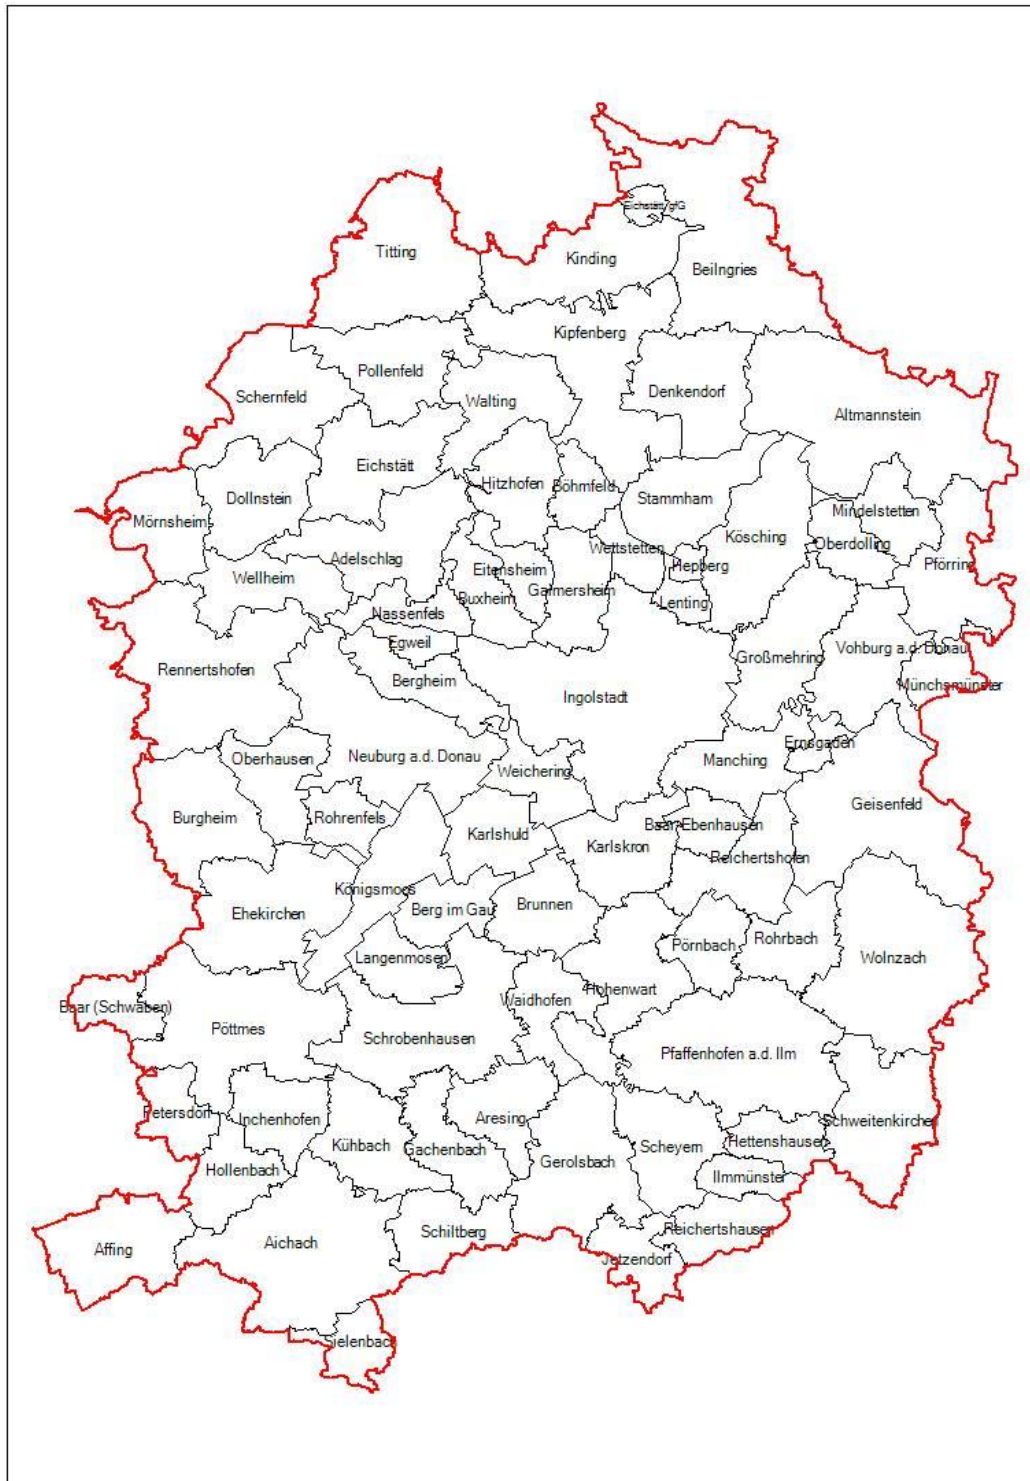 Eichstätt gfG
Titting
Kinding
Beilngries
Kipfenberg
Pollenfeld
Schernfeld
Walting
Denkendorf
Altmannstein
Eichstätt
Dollnstein
Hitzhofen
Böhmfeld
Stammham
Mörnsheim
Mindelstetten
Kösching
Oberdolling
Wettstetten
Adelschlag
Pförring
Hepberg
Eitensheim
Wellheim
Gaimersheim
Buxheim
Lenting
Nassenfels
Egweil
Vohburg a.d. Donau
Großmehring
Rennertshofen
Bergheim
Münchsmünster
Ingolstadt
Ernsgaden
Oberhausen
Neuburg a.d. Donau
Manching
Weichering
Geisenfeld
Burgheim
Rohrenfels
Baar-Ebenhausen
Karlshuld
Karlskron
Reichertshofen
Königsmoos
Brunnen
Berg im Gau
Ehekirchen
Rohrbach
Pörnbach
Langenmosen
Wolnzach
Hohenwart
Waidhofen
Baar (Schwaben)
Pöttmes
Schrobenhausen
Pfaffenhofen a.d. Ilm
Petersdorf
Inchenhofen
Aresing
Schweitenkirchen
Hettenshausen
Kühbach
Scheyern
Gachenbach
Gerolsbach
Hollenbach
Ilmmünster
Reichertshausen
Schiltberg
Aichach
Affing
Jetzendorf
Sielenbach